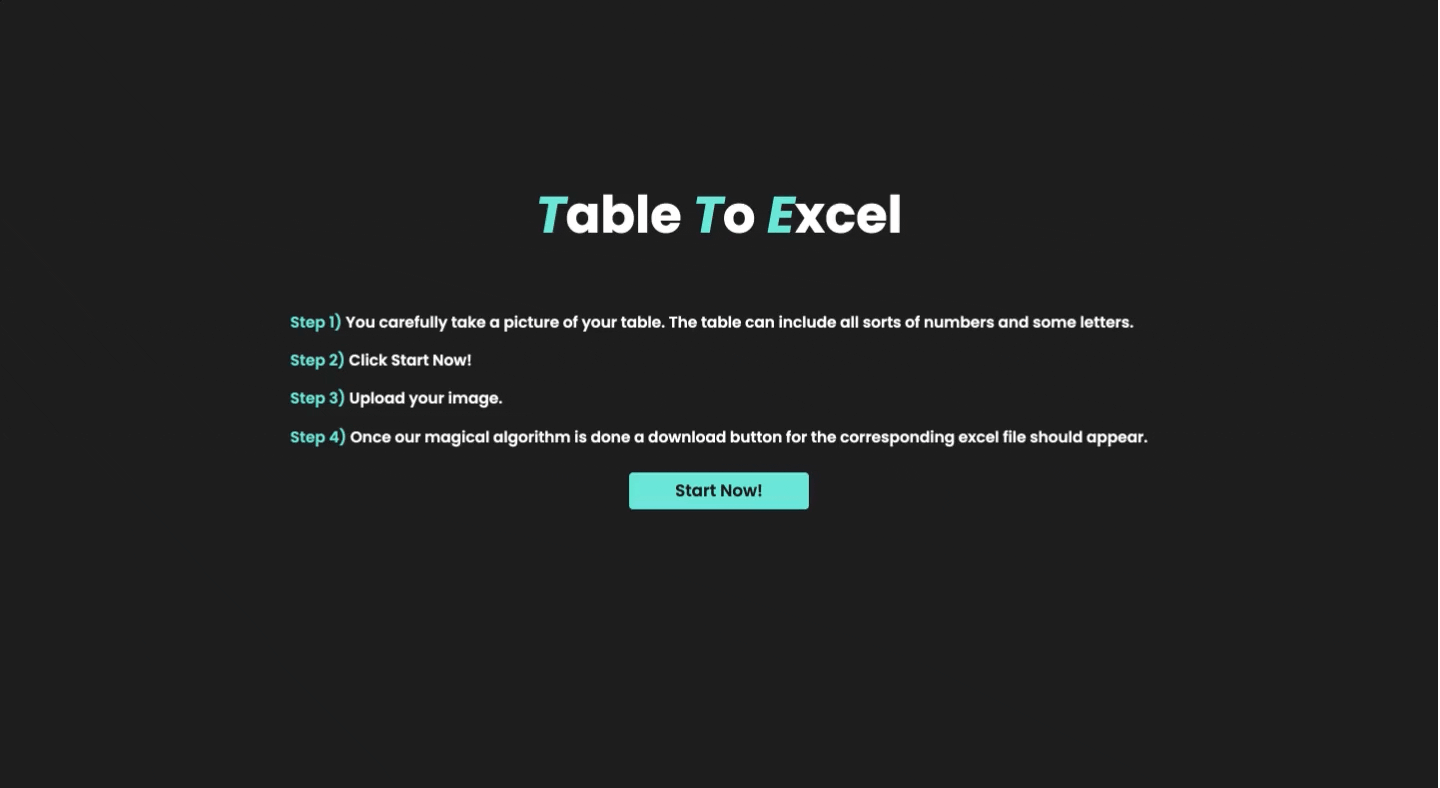 Table To Excel
Step 1) You carefully take a picture of your table. The table can include all sorts of numbers and some letters.
Step 2) Click Start Now!
Step 3) Upload your image.
Step 4) Once our magical algorithm is done a download button for the corresponding excel file should appear.
Start Now!